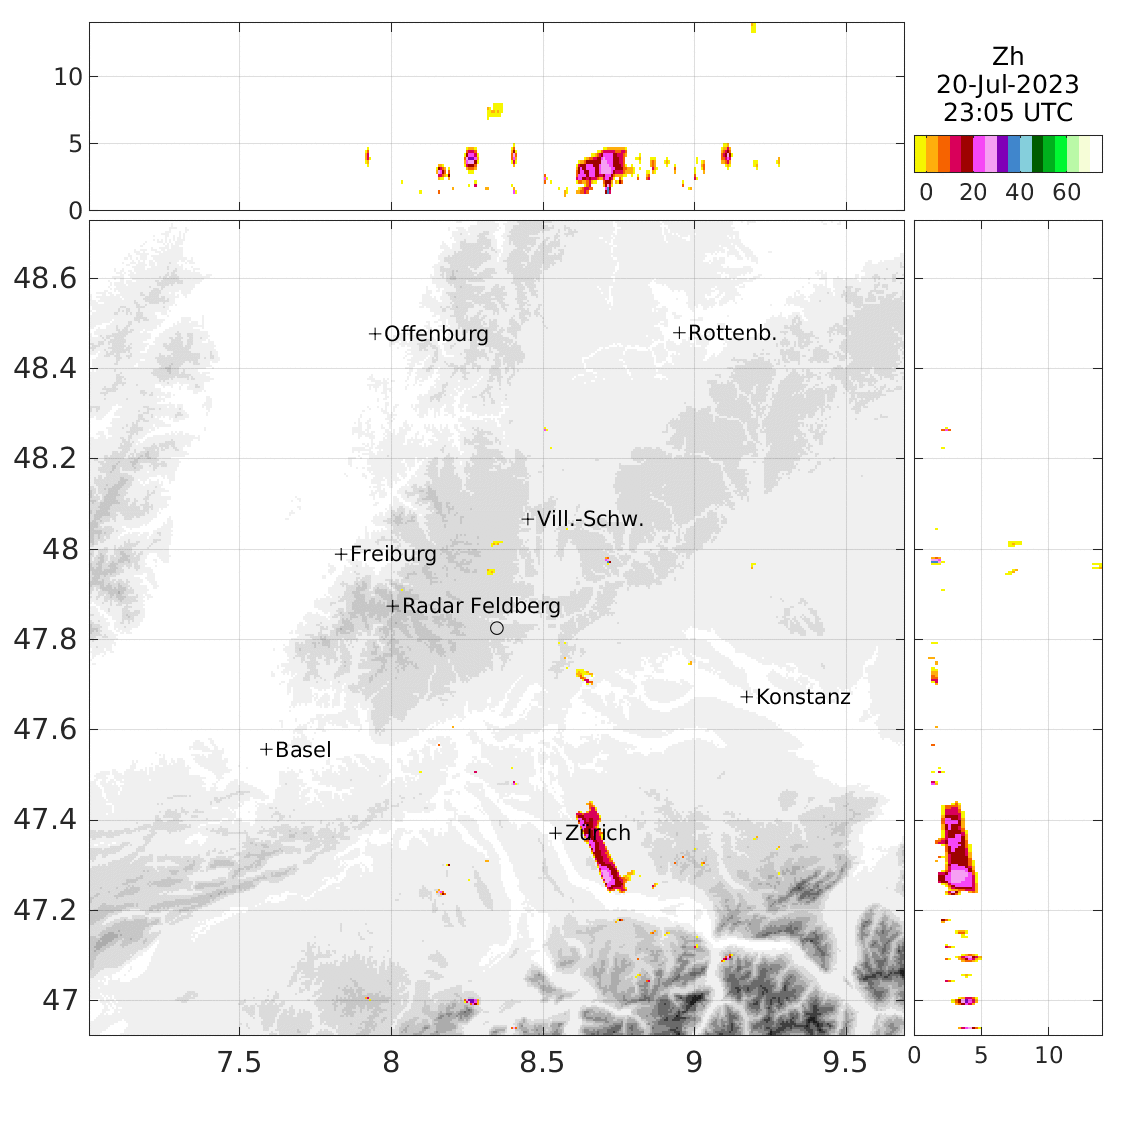 10
5
0
Zh
20-Jul-2023
23:05 UTC
0 20 40 60
48.6
48.4
48.2
48
47.8
47.6
47.4
47.2
47
+Offenburg
+Rottenb.
+Vill.-Schw.
+Freiburg
+Radar Feldberg
+Konstanz
+Basel
+Zürich
7.5 8 8.5 9 9.5
0 5 10